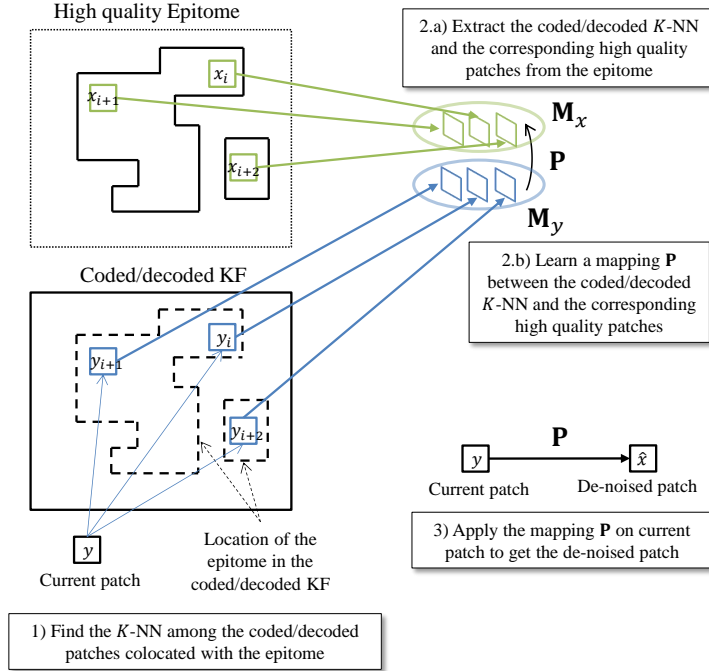 High quality Epitome
x_i
x_{i+1}
x_{i+2}
2.a) Extract the coded/decoded K-NN
and the corresponding high quality
patches from the epitome
M_x
P
M_y
2.b) Learn a mapping P
between the coded/decoded
K-NN and the corresponding
high quality patches
Coded/decoded KF
y_i
y_{i+1}
y_{i+2}
y
Current patch
Location of the
epitome in the
coded/decoded KF
P
y
x̂
Current patch
De-noised patch
3) Apply the mapping P on current
patch to get the de-noised patch
1) Find the K-NN among the coded/decoded
patches colocated with the epitome